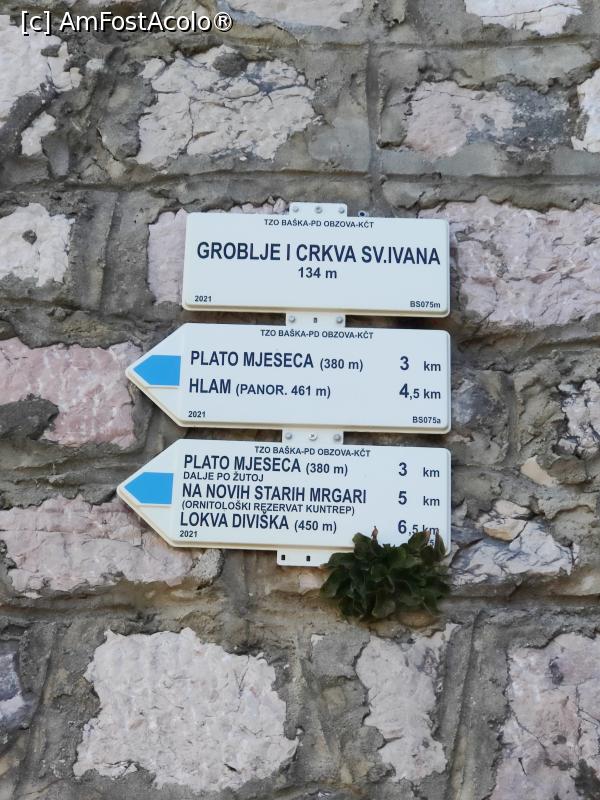 [c] AmFostAcolo®
TZO BAŠKA-PD OBZOVA-KČT
GROBLJE I CRKVA SV.IVANA
134 m
2021 BS075m
TZO BAŠKA-PD OBZOVA-KČT
PLATO MJESECA (380 m) 3 km
HLAM (PANOR. 461 m) 4,5 km
2021 BS075a
TZO BAŠKA-PD OBZOVA-KČT
PLATO MJESECA (380 m) 3 km
DALJE PO ŽUTOJ
NA NOVIH STARIH MRGARI 5 km
(ORNITOLOŠKI REZERVAT KUNTREP)
LOKVA DIVIŠKA (450 m) 6,5 km
2021